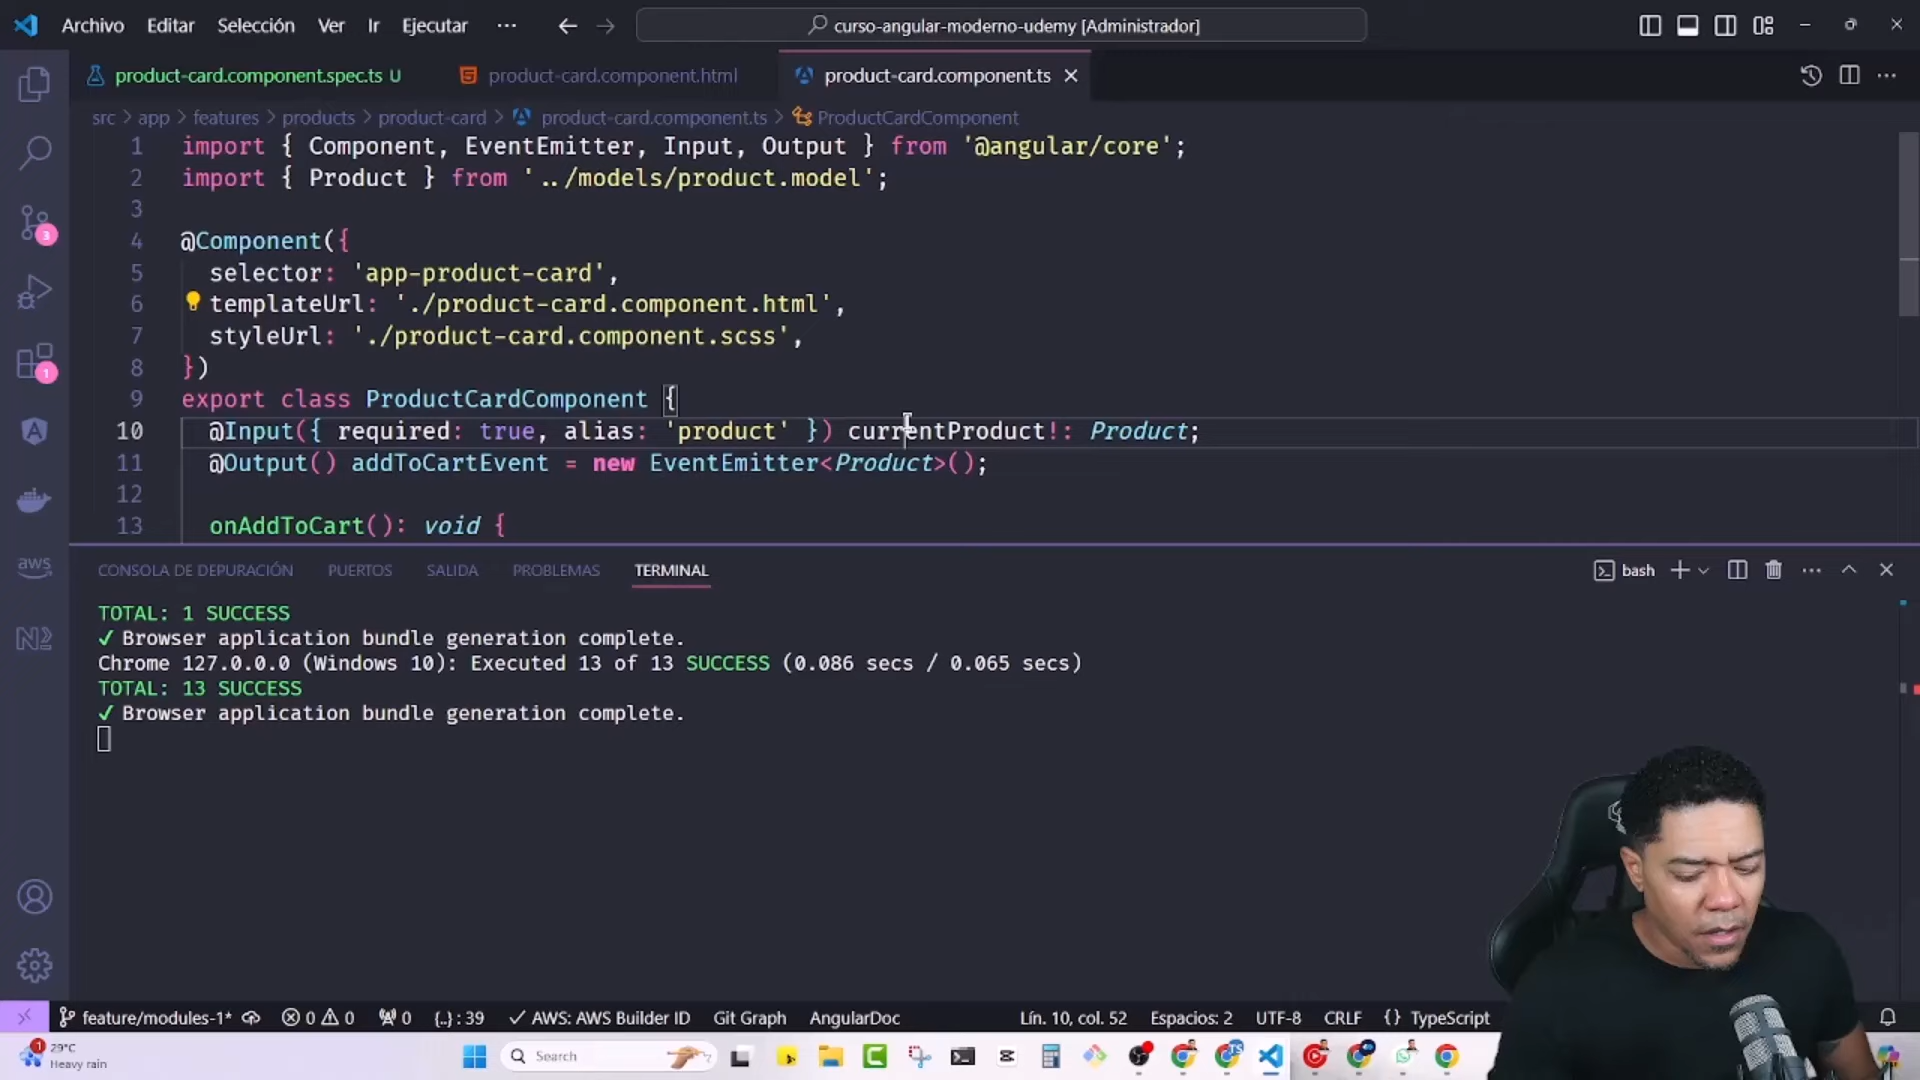 Archivo Editar Selección Ver Ir Ejecutar ··· curso-angular-moderno-udemy [Administrador]
product-card.component.spec.ts U product-card.component.html product-card.component.ts
src > app > features > products > product-card > product-card.component.ts > ProductCardComponent
1 import { Component, EventEmitter, Input, Output } from '@angular/core';
2 import { Product } from '../models/product.model';
3
4 @Component({
5 selector: 'app-product-card',
6 templateUrl: './product-card.component.html',
7 styleUrl: './product-card.component.scss',
8 })
9 export class ProductCardComponent {
10 @Input({ required: true, alias: 'product' }) currentProduct!: Product;
11 @Output() addToCartEvent = new EventEmitter<Product>();
12
13 onAddToCart(): void {
3
1
aws
CONSOLA DE DEPURACIÓN PUERTOS SALIDA PROBLEMAS TERMINAL bash
TOTAL: 1 SUCCESS
✓ Browser application bundle generation complete.
Chrome 127.0.0.0 (Windows 10): Executed 13 of 13 SUCCESS (0.086 secs / 0.065 secs)
TOTAL: 13 SUCCESS
✓ Browser application bundle generation complete.
feature/modules-1* 0 0 0 {..}: 39 AWS: AWS Builder ID Git Graph AngularDoc Lín. 10, col. 52 Espacios: 2 UTF-8 CRLF {} TypeScript
1 29°C
Heavy rain
Search